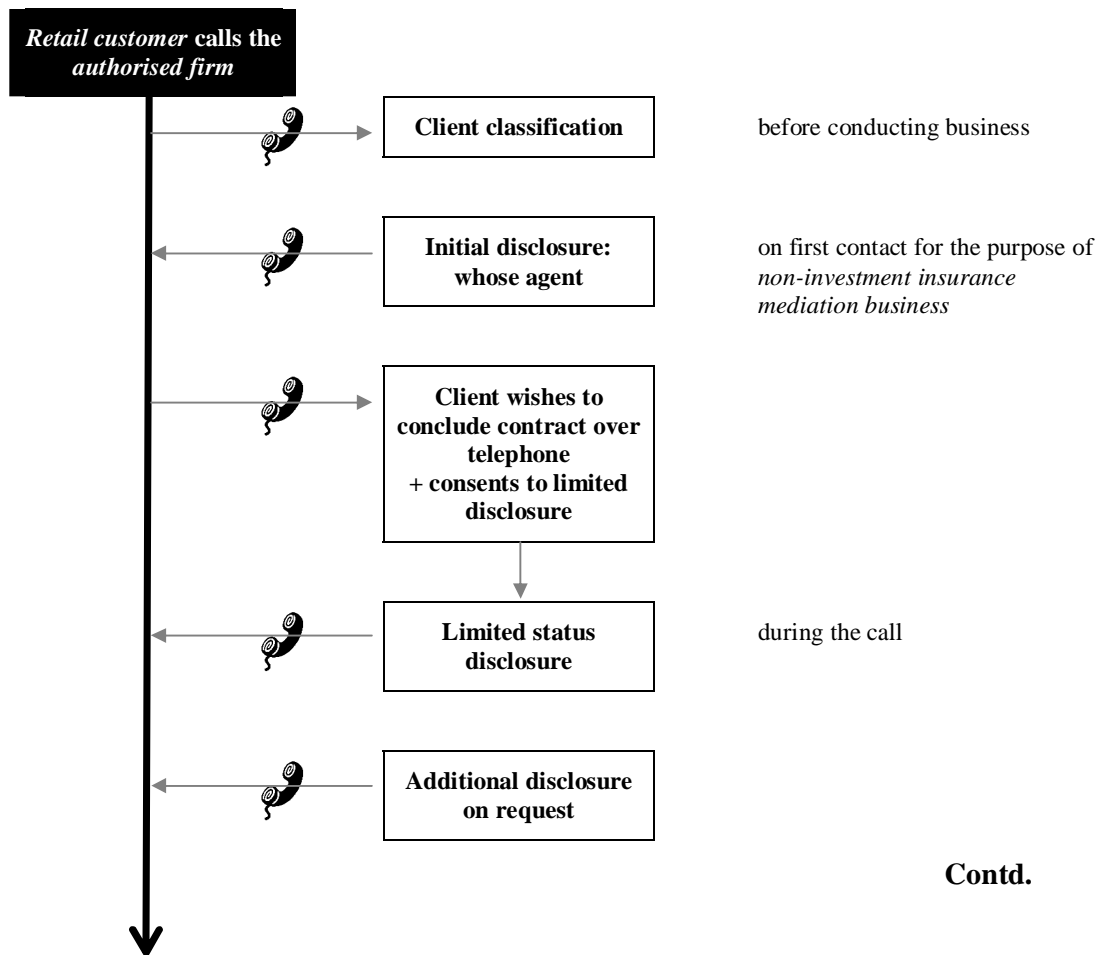 Retail customer calls the
authorised firm
Client classification
before conducting business
Initial disclosure:
whose agent
on first contact for the purpose of
non-investment insurance
mediation business
Client wishes to
conclude contract over
telephone
+ consents to limited
disclosure
Limited status
disclosure
during the call
Additional disclosure
on request
Contd.